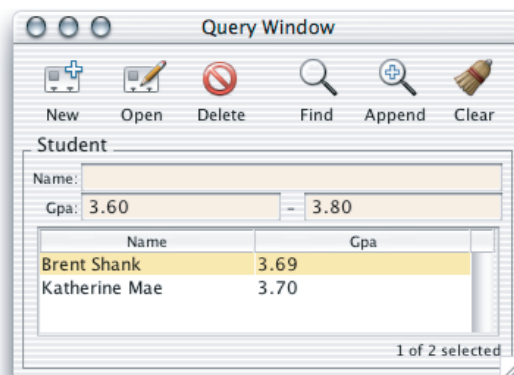 Query Window
New Open Delete Find Append Clear
Student
Name:
Gpa: 3.60 - 3.80
Name Gpa
Brent Shank 3.69
Katherine Mae 3.70
1 of 2 selected